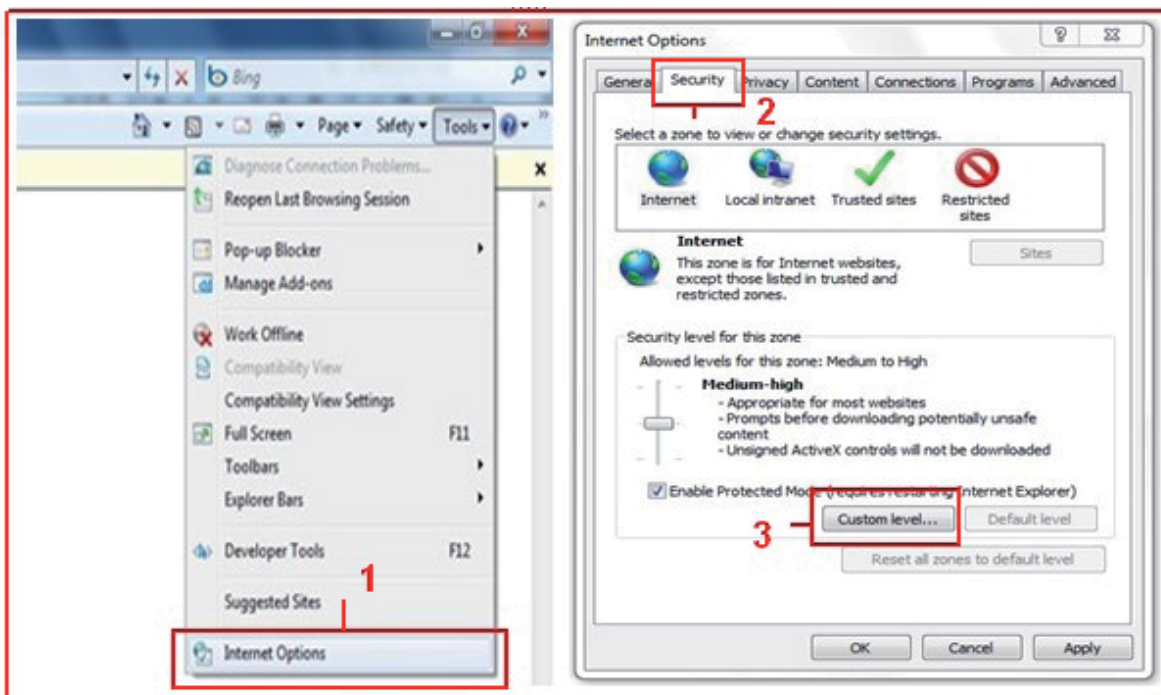 Bing
Page Safety Tools
Diagnose Connection Problems...
Reopen Last Browsing Session
Pop-up Blocker
Manage Add-ons
Work Offline
Compatibility View
Compatibility View Settings
Full Screen F11
Toolbars
Explorer Bars
Developer Tools F12
1
Suggested Sites
Internet Options
Internet Options
General Security Privacy Content Connections Programs Advanced
2
Select a zone to view or change security settings.
Internet Local intranet Trusted sites Restricted
sites
Internet
Sites
This zone is for Internet websites,
except those listed in trusted and
restricted zones.
Security level for this zone
Allowed levels for this zone: Medium to High
Medium-high
- Appropriate for most websites
- Prompts before downloading potentially unsafe
content
- Unsigned ActiveX controls will not be downloaded
Enable Protected Mode (requires restarting Internet Explorer)
3
Custom level... Default level
Reset all zones to default level
OK Cancel Apply